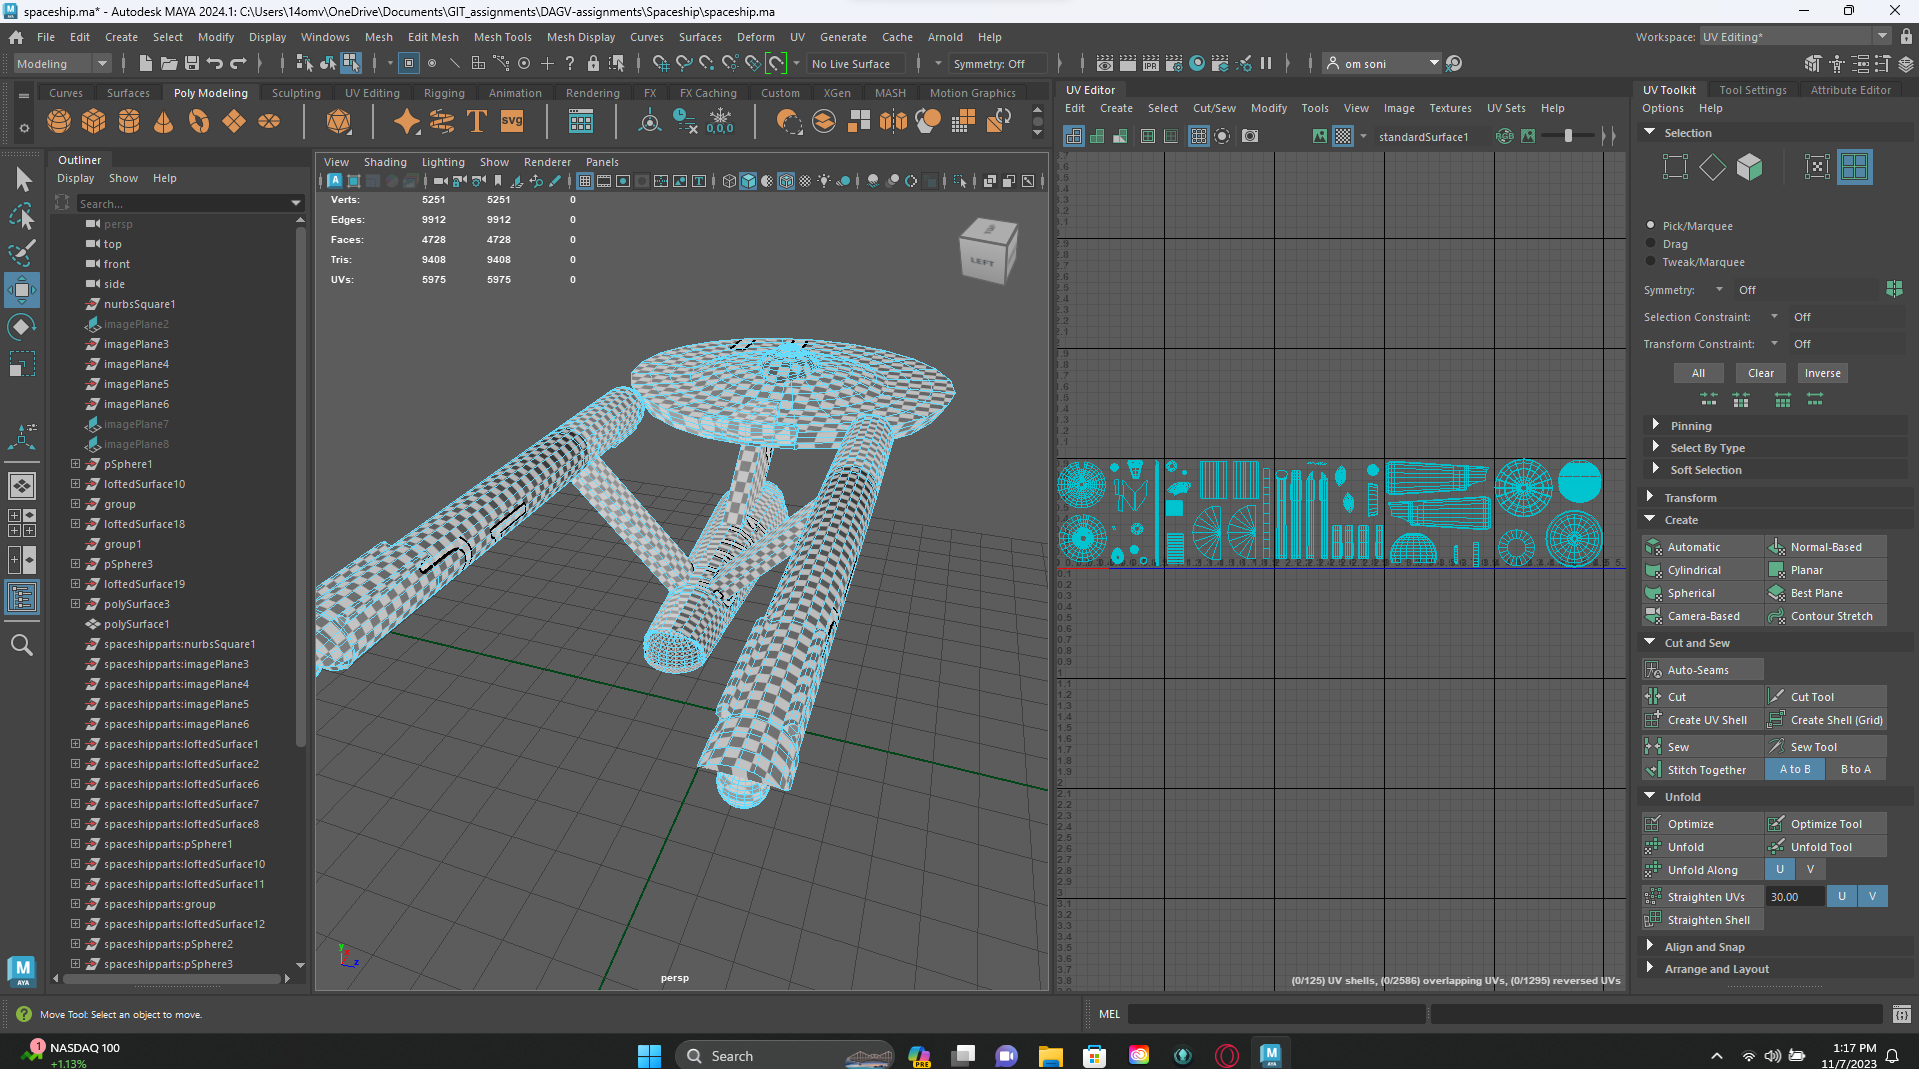 spaceship.ma* - Autodesk MAYA 2024.1: C:\Users\14omv\OneDrive\Documents\GIT_assignments\DAGV-assignments\Spaceship\spaceship.ma
File Edit Create Select Modify Display Windows Mesh Edit Mesh Mesh Tools Mesh Display Curves Surfaces Deform UV Generate Cache Arnold Help
Workspace: UV Editing*
Modeling
No Live Surface
Symmetry: Off
om soni
Curves Surfaces Poly Modeling Sculpting UV Editing Rigging Animation Rendering FX FX Caching Custom XGen MASH Motion Graphics
Outliner
Display Show Help
Search...
persp
top
front
side
nurbsSquare1
imagePlane2
imagePlane3
imagePlane4
imagePlane5
imagePlane6
imagePlane7
imagePlane8
pSphere1
loftedSurface10
group
loftedSurface18
group1
pSphere3
loftedSurface19
polySurface3
polySurface1
spaceshipparts:nurbsSquare1
spaceshipparts:imagePlane3
spaceshipparts:imagePlane4
spaceshipparts:imagePlane5
spaceshipparts:imagePlane6
spaceshipparts:loftedSurface1
spaceshipparts:loftedSurface2
spaceshipparts:loftedSurface6
spaceshipparts:loftedSurface7
spaceshipparts:loftedSurface8
spaceshipparts:pSphere1
spaceshipparts:loftedSurface10
spaceshipparts:loftedSurface11
spaceshipparts:group
spaceshipparts:loftedSurface12
spaceshipparts:pSphere2
spaceshipparts:pSphere3
View Shading Lighting Show Renderer Panels
Verts: 5251 5251 0
Edges: 9912 9912 0
Faces: 4728 4728 0
Tris: 9408 9408 0
UVs: 5975 5975 0
LEFT
persp
UV Editor
Edit Create Select Cut/Sew Modify Tools View Image Textures UV Sets Help
standardSurface1
(0/125) UV shells, (0/2586) overlapping UVs, (0/1295) reversed UVs
UV Toolkit Tool Settings Attribute Editor
Options Help
Selection
Pick/Marquee
Drag
Tweak/Marquee
Symmetry: Off
Selection Constraint: Off
Transform Constraint: Off
All Clear Inverse
Pinning
Select By Type
Soft Selection
Transform
Create
Automatic Normal-Based
Cylindrical Planar
Spherical Best Plane
Camera-Based Contour Stretch
Cut and Sew
Auto-Seams
Cut Cut Tool
Create UV Shell Create Shell (Grid)
Sew Sew Tool
Stitch Together A to B B to A
Unfold
Optimize Optimize Tool
Unfold Unfold Tool
Unfold Along U V
Straighten UVs 30.00 U V
Straighten Shell
Align and Snap
Arrange and Layout
Move Tool: Select an object to move.
MEL
NASDAQ 100
+1.13%
Search
1:17 PM
11/7/2023